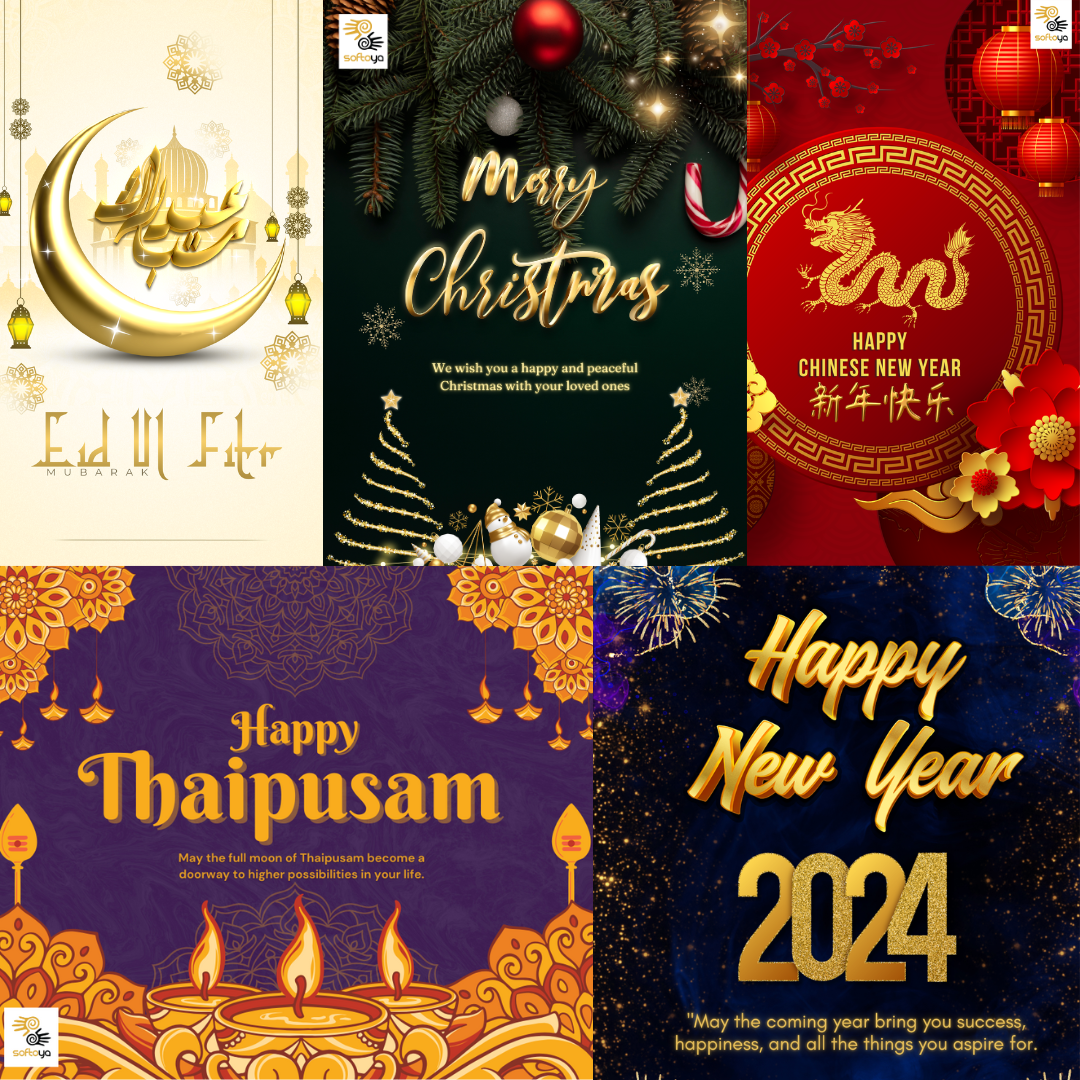 عيد مبارك
Eid Ul Fitr
MUBARAK
softoya
Merry
Christmas
We wish you a happy and peaceful
Christmas with your loved ones
softoya
HAPPY
CHINESE NEW YEAR
新年快乐
Happy
Thaipusam
May the full moon of Thaipusam become a
doorway to higher possibilities in your life.
softoya
Happy
New Year
2024
"May the coming year bring you success,
happiness, and all the things you aspire for.